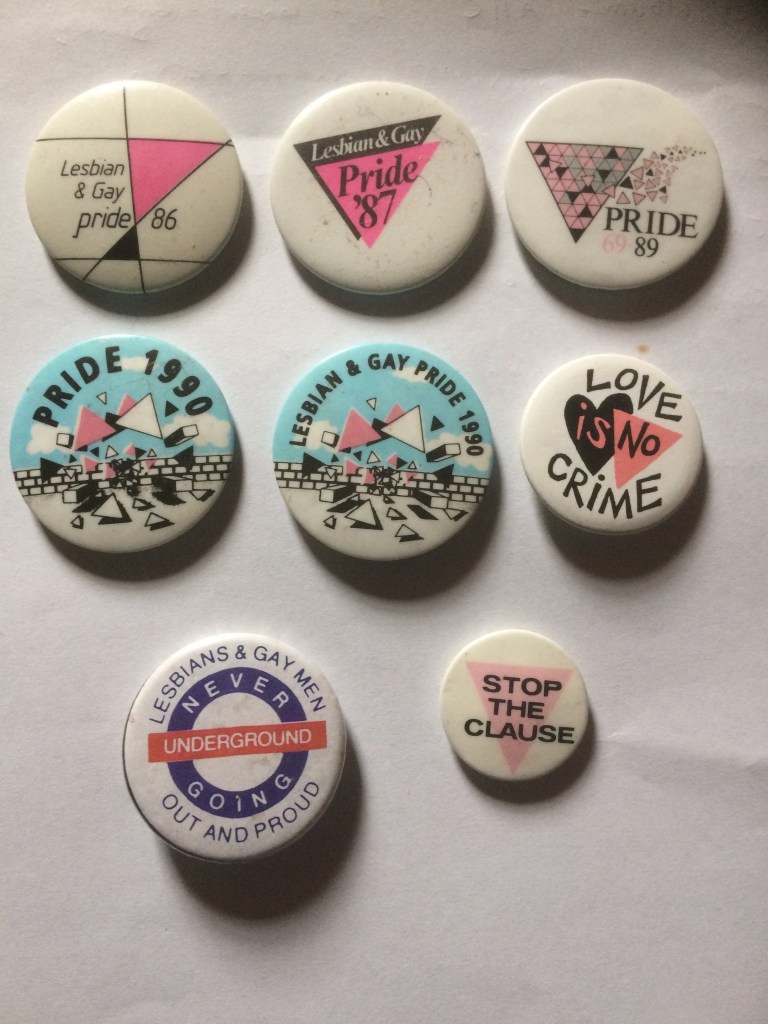 Lesbian
& Gay
pride 86
Lesbian & Gay
Pride
'87
PRIDE
69·89
PRIDE 1990
LESBIAN & GAY PRIDE 1990
LOVE
is NO
CRiME
LESBIANS & GAY MEN
NEVER
UNDERGROUND
GOING
OUT AND PROUD
STOP
THE
CLAUSE